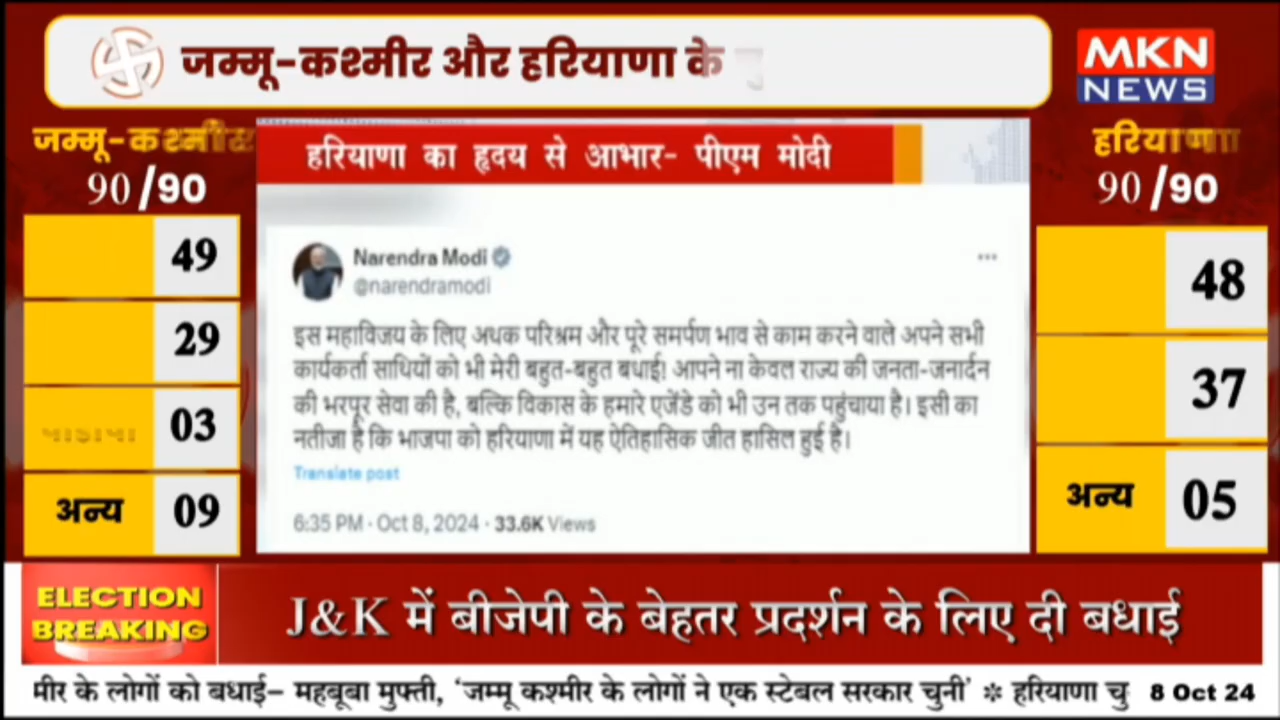 जम्मू-कश्मीर और हरियाणा के
MKN
NEWS
जम्मू-कश्मीर
90/90
49
29
03
अन्य 09
हरियाणा का हृदय से आभार- पीएम मोदी
Narendra Modi
@narendramodi
इस महाविजय के लिए अथक परिश्रम और पूरे समर्पण भाव से काम करने वाले अपने सभी
कार्यकर्ता साथियों को भी मेरी बहुत-बहुत बधाई! आपने ना केवल राज्य की जनता-जनार्दन
की भरपूर सेवा की है, बल्कि विकास के हमारे एजेंडे को भी उन तक पहुंचाया है। इसी का
नतीजा है कि भाजपा को हरियाणा में यह ऐतिहासिक जीत हासिल हुई है।
Translate post
6:35 PM · Oct 8, 2024 · 33.6K Views
हरियाणा
90/90
48
37
अन्य 05
ELECTION
BREAKING
J&K में बीजेपी के बेहतर प्रदर्शन के लिए दी बधाई
मीर के लोगों को बधाई– महबूबा मुफ्ती, ‘जम्मू कश्मीर के लोगों ने एक स्टेबल सरकार चुनी’ ❊ हरियाणा चु
8 Oct 24